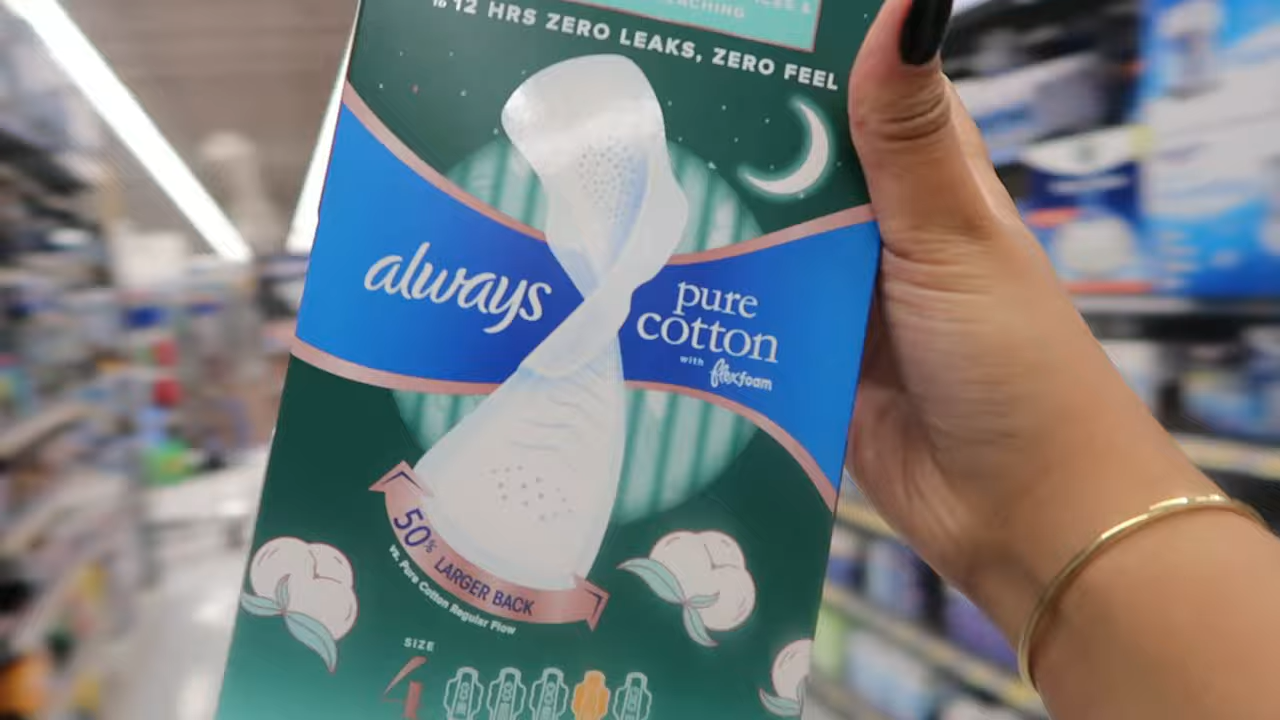 to 12 HRS ZERO LEAKS, ZERO FEEL
always
pure
cotton
with flexfoam
50% LARGER BACK
vs. Pure Cotton Regular Flow
SIZE
4